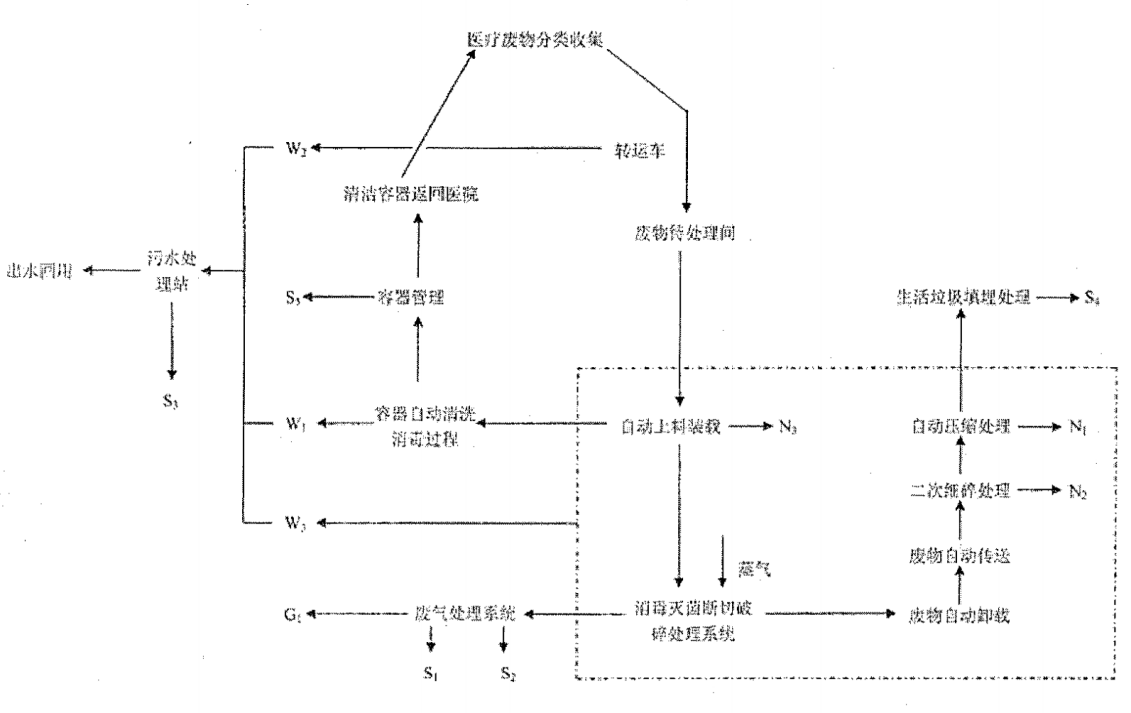 医疗废物分类收集
W₂
转运车
清洁容器返回医院
废物待处理间
出水回用
污水处
理站
S₅
容器管理
生活垃圾填埋处理
S₄
S₃
W₁
容器自动清洗
消毒过程
自动上料装载
N₃
自动压缩处理
N₁
二次细碎处理
N₂
W₃
废物自动传送
蒸气
G₁
废气处理系统
消毒灭菌断切破
碎处理系统
废物自动卸载
S₁
S₂